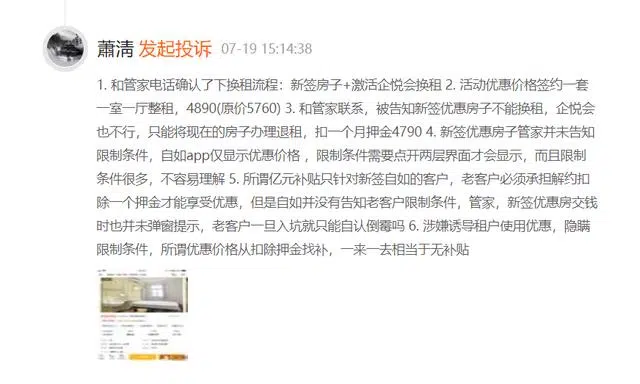 蕭淸 发起投诉 07-19 15:14:38
1. 和管家电话确认了下换租流程：新签房子+激活企悦会换租 2. 活动优惠价格签约一套
一室一厅整租，4890(原价5760) 3. 和管家联系，被告知新签优惠房子不能换租，企悦会
也不行，只能将现在的房子办理退租，扣一个月押金4790 4. 新签优惠房子管家并未告知
限制条件，自如app仅显示优惠价格 ，限制条件需要点开两层界面才会显示，而且限制
条件很多，不容易理解 5. 所谓亿元补贴只针对新签自如的客户，老客户必须承担解约扣
除一个押金才能享受优惠，但是自如并没有告知老客户限制条件，管家，新签优惠房交钱
时也并未弹窗提示，老客户一旦入坑就只能自认倒霉吗 6. 涉嫌诱导租户使用优惠，隐瞒
限制条件，所谓优惠价格从扣除押金找补，一来一去相当于无补贴